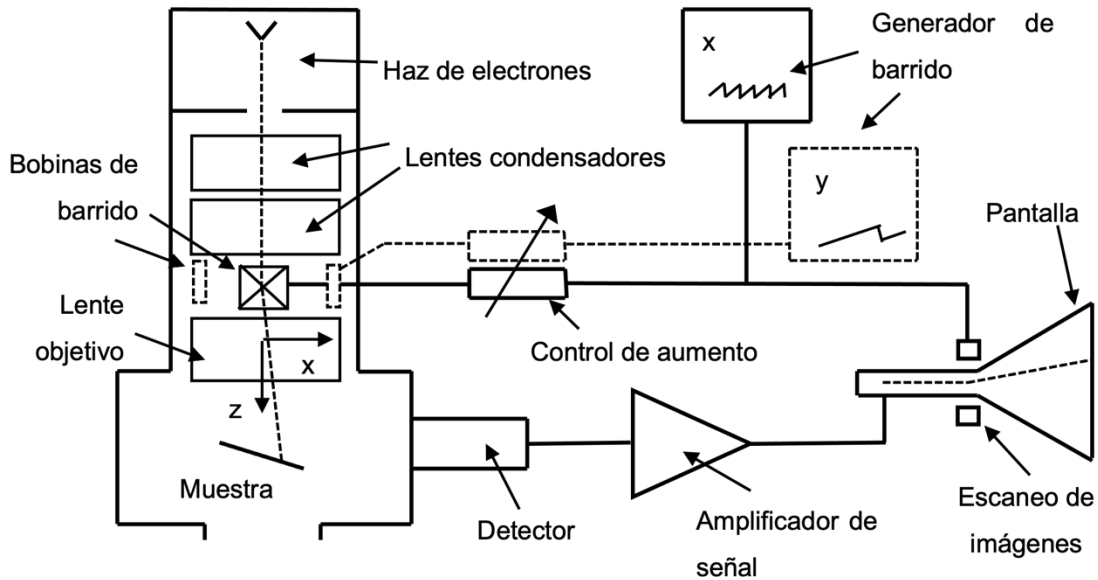 x
Generador de
barrido
Haz de electrones
Lentes condensadores
Bobinas de
barrido
y
Pantalla
Lente
objetivo
x
z
Control de aumento
Muestra
Detector
Amplificador de
señal
Escaneo de
imágenes